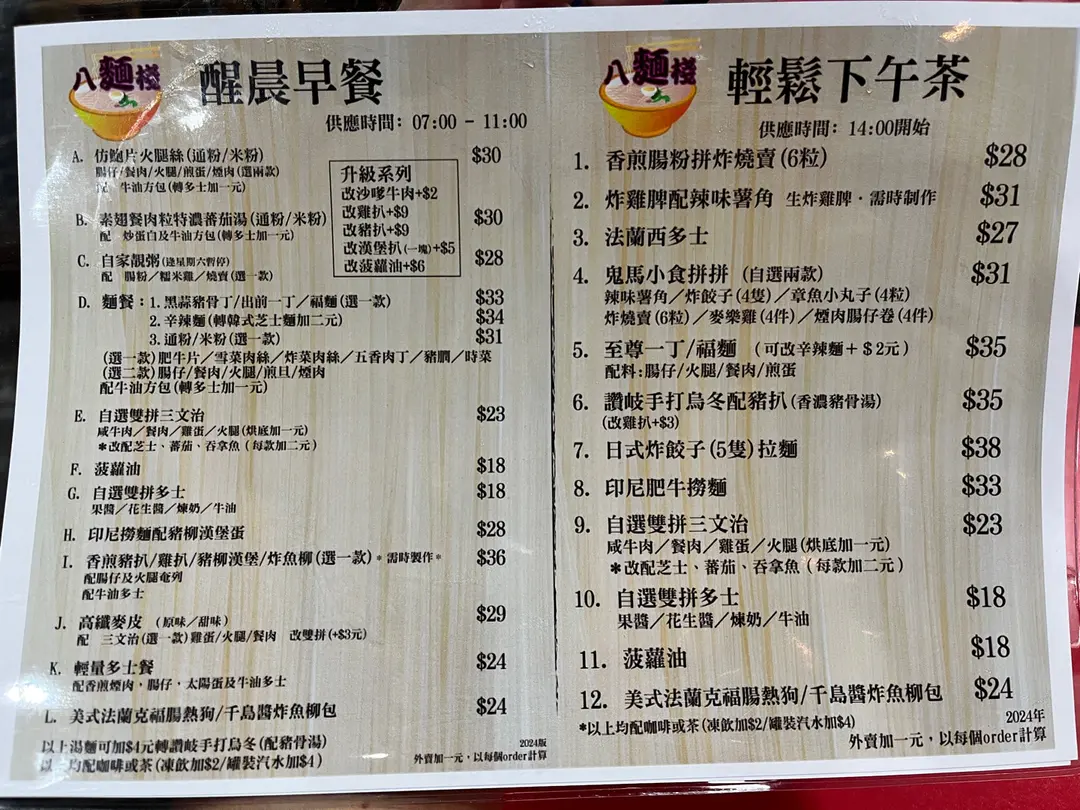 八麵棧
醒晨早餐
供應時間：07:00 - 11:00
A. 仿鮑片火腿絲(通粉/米粉) $30
腸仔/餐肉/火腿/煎蛋/煙肉(選兩款)
配 牛油方包(轉多士加一元)
B. 素翅餐肉粒特濃蕃茄湯(通粉/米粉) $30
配 炒蛋白及牛油方包(轉多士加一元)
C. 自家靚粥(逢星期六暫停) $28
配 腸粉／糯米雞／燒賣(選一款)
升級系列
改沙嗲牛肉+$2
改雞扒+$9
改豬扒+$9
改漢堡扒(一塊)+$5
改菠蘿油+$6
D. 麵餐：1.黑蒜豬骨丁/出前一丁／福麵(選一款) $33
2.辛辣麵(轉韓式芝士麵加二元) $34
3.通粉/米粉(選一款) $31
(選一款)肥牛片／雪菜肉絲／炸菜肉絲／五香肉丁／豬膶／時菜
(選二款)腸仔/餐肉/火腿/煎旦/煙肉
配牛油方包(轉多士加一元)
E. 自選雙拼三文治 $23
咸牛肉／餐肉／雞蛋／火腿(烘底加一元)
＊改配芝士、蕃茄、吞拿魚(每款加二元)
F. 菠蘿油 $18
G. 自選雙拼多士 $18
果醬／花生醬／煉奶／牛油
H. 印尼撈麵配豬柳漢堡蛋 $28
I. 香煎豬扒/雞扒/豬柳漢堡/炸魚柳(選一款)＊需時製作＊ $36
配腸仔及火腿奄列
配牛油多士
J. 高纖麥皮 (原味／甜味) $29
配 三文治(選一款)雞蛋/火腿/餐肉 改雙拼(+$3元)
K. 輕量多士餐 $24
配香煎煙肉，腸仔，太陽蛋及牛油多士
L. 美式法蘭克福腸熱狗/千島醬炸魚柳包 $24
以上湯麵可加$4元轉讚岐手打烏冬(配豬骨湯)
以 均配咖啡或茶(凍飲加$2/罐裝汽水加$4)
2024版
外賣加一元，以每個order計算
八麵棧
輕鬆下午茶
供應時間：14:00開始
1. 香煎腸粉拼炸燒賣(6粒) $28
2. 炸雞脾配辣味薯角 生炸雞脾·需時制作 $31
3. 法蘭西多士 $27
4. 鬼馬小食拼拼 (自選兩款) $31
辣味薯角／炸餃子(4隻)／章魚小丸子(4粒)
炸燒賣(6粒)／麥樂雞(4件)／煙肉腸仔卷(4件)
5. 至尊一丁/福麵 (可改辛辣麵＋＄2元) $35
配料:腸仔/火腿/餐肉/煎蛋
6. 讚岐手打烏冬配豬扒(香濃豬骨湯) $35
(改雞扒+$3)
7. 日式炸餃子(5隻)拉麵 $38
8. 印尼肥牛撈麵 $33
9. 自選雙拼三文治 $23
咸牛肉／餐肉／雞蛋／火腿(烘底加一元)
＊改配芝士、蕃茄、吞拿魚(每款加二元)
10. 自選雙拼多士 $18
果醬／花生醬／煉奶／牛油
11. 菠蘿油 $18
12. 美式法蘭克福腸熱狗/千島醬炸魚柳包 $24
*以上均配咖啡或茶(凍飲加$2/罐裝汽水加$4)
2024年
外賣加一元，以每個order計算